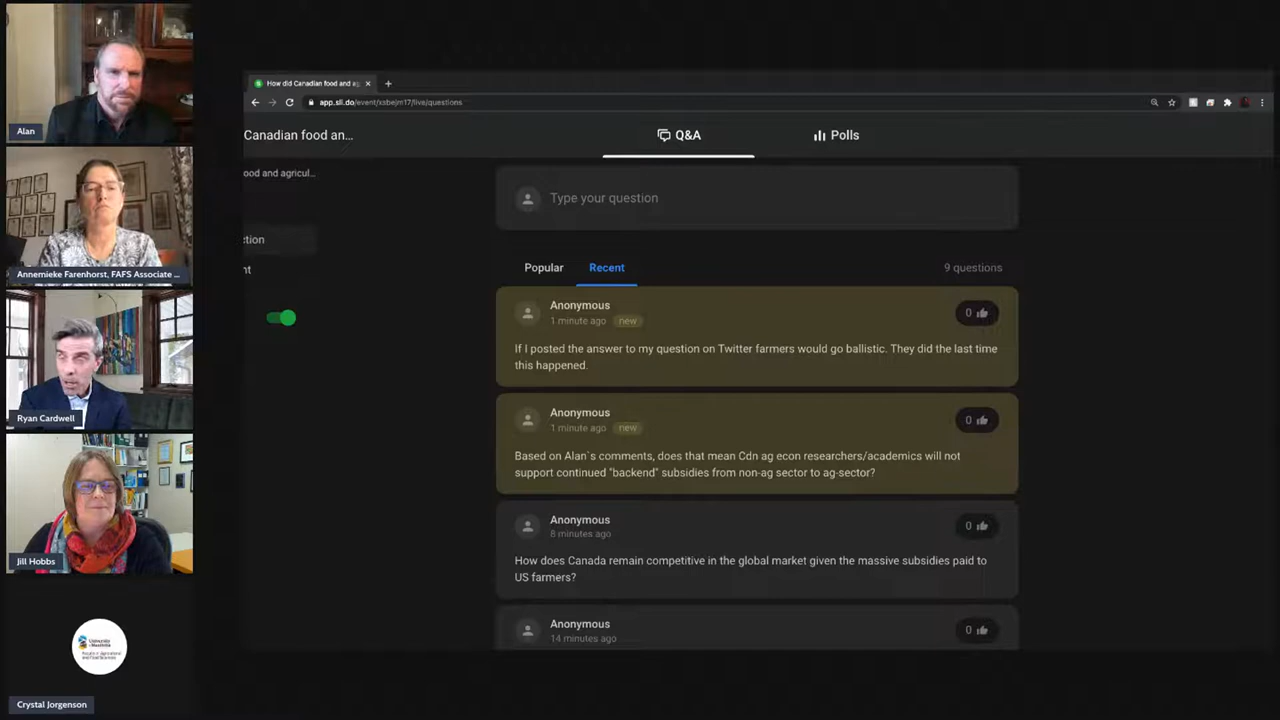 Alan
Annemieke Farenhorst, FAFS Associate ...
Ryan Cardwell
Jill Hobbs
University
of Manitoba
Crystal Jorgenson
How did Canadian food and ag
app.sli.do/event/xsbejm17/live/questions
Canadian food an...
Q&A
Polls
ood and agricul...
ction
nt
Type your question
Popular
Recent
9 questions
Anonymous
1 minute ago new
0
If I posted the answer to my question on Twitter farmers would go ballistic. They did the last time
this happened.
Anonymous
1 minute ago new
0
Based on Alan`s comments, does that mean Cdn ag econ researchers/academics will not
support continued "backend" subsidies from non-ag sector to ag-sector?
Anonymous
8 minutes ago
0
How does Canada remain competitive in the global market given the massive subsidies paid to
US farmers?
Anonymous
14 minutes ago
0